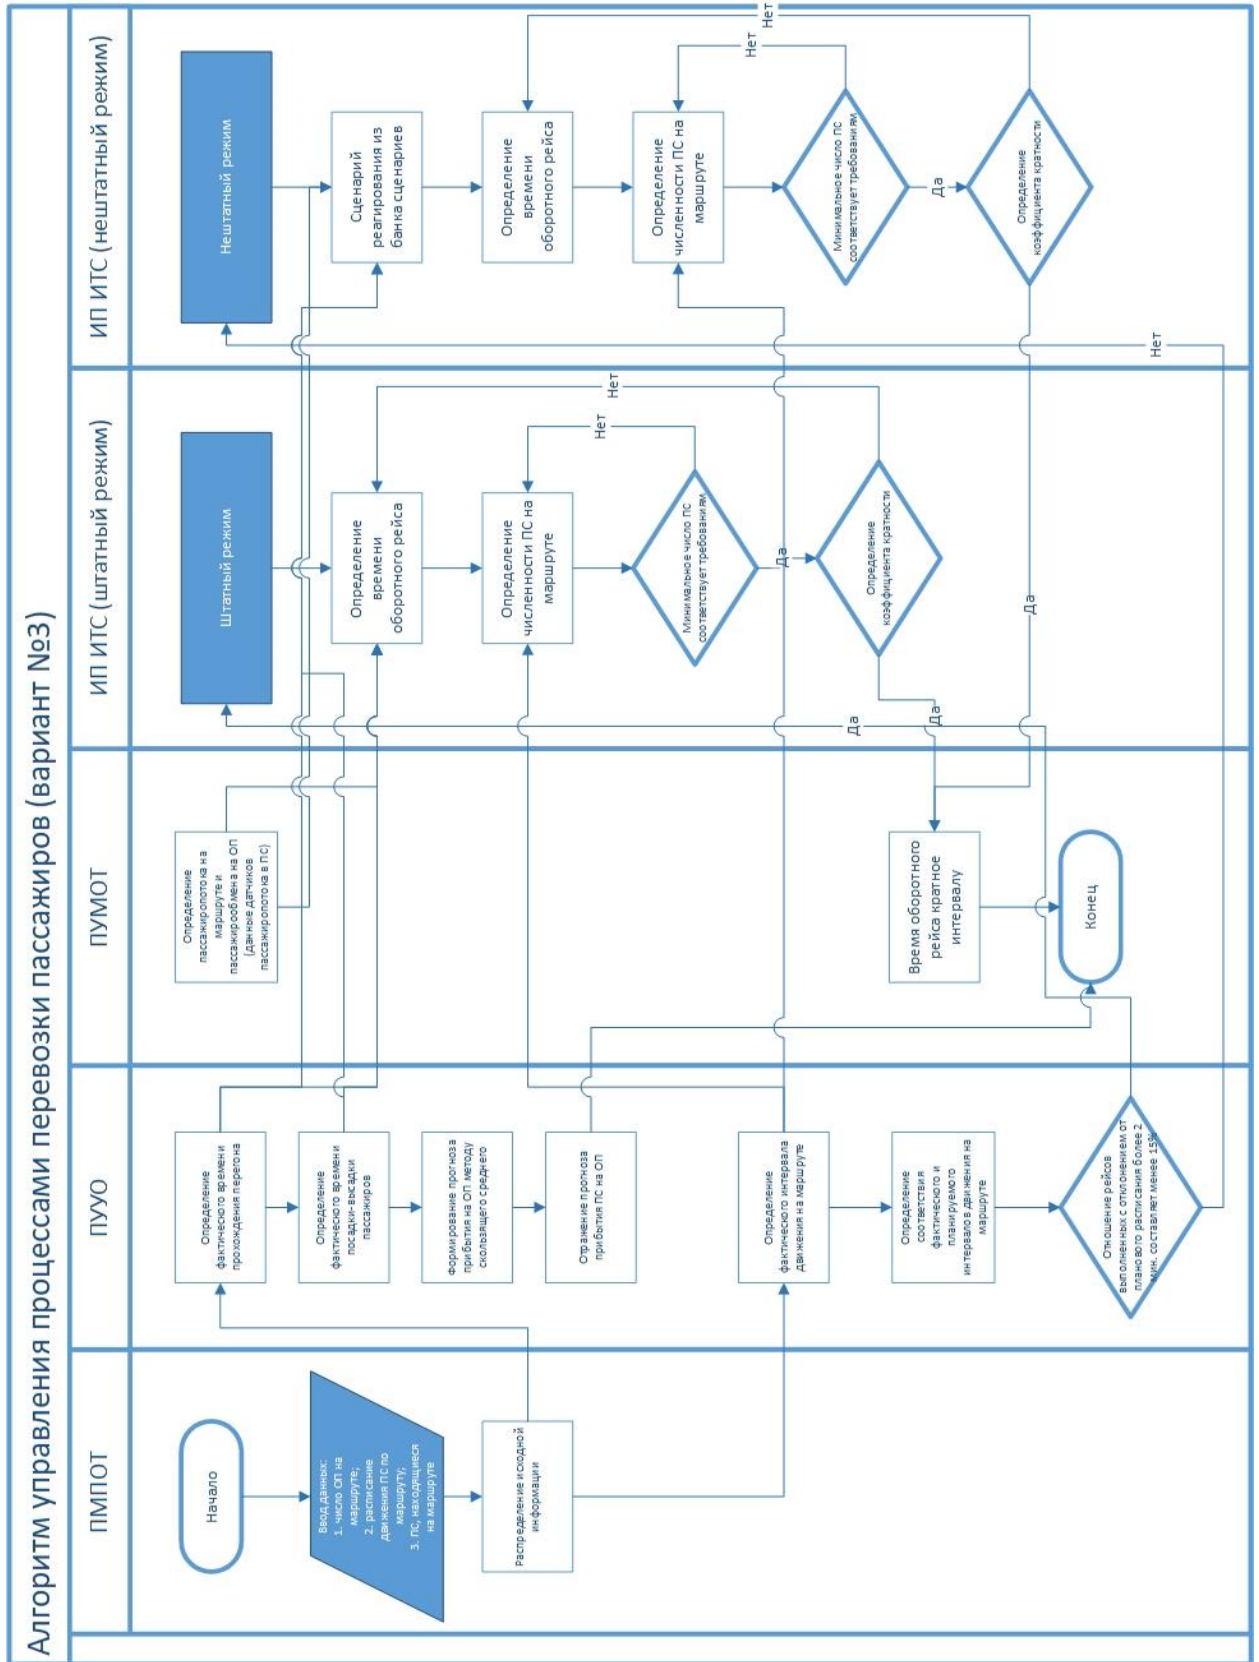 Алгоритм управления процессами перевозки пассажиров (вариант №3)
ПМПОТ
ПУУО
ПУМОТ
ИП ИТС (штатный режим)
ИП ИТС (нештатный режим)
Начало
Ввод данных:
1. число ОП на
маршруте;
2. расписание
движения ПС по
маршруту;
3. ПС, находящиеся
на маршруте
Распределение исходной
информации
Определение
фактического времени
прохождения перегона
Определение
фактического времени
посадки-высадки
пассажиров
Формирование прогноза
прибытия на ОП методу
скользящего среднего
Отражение прогноза
прибытия ПС на ОП
Определение
фактического интервала
движения на маршруте
Определение
соответствия
фактического и
планируемого
интервалов движения на
маршруте
Отношение рейсов
выполненных с отклонением от
планового расписания более 2
мин. составляет менее 15%
Определение
пассажиропотока на
маршруте и
пассажирообмена на ОП
(данные датчиков
пассажиропотока в ПС)
Время оборотного
рейса кратное
интервалу
Конец
Штатный режим
Определение
времени
оборотного рейса
Определение
численности ПС на
маршруте
Минимальное число ПС
соответствует требованиям
Определение
коэффициента кратности
Нет
Нет
Да
Да
Да
Нештатный режим
Сценарий
реагирования из
банка сценариев
Определение
времени
оборотного рейса
Определение
численности ПС на
маршруте
Минимальное число ПС
соответствует требованиям
Определение
коэффициента кратности
Нет
Нет
Да
Да
Нет